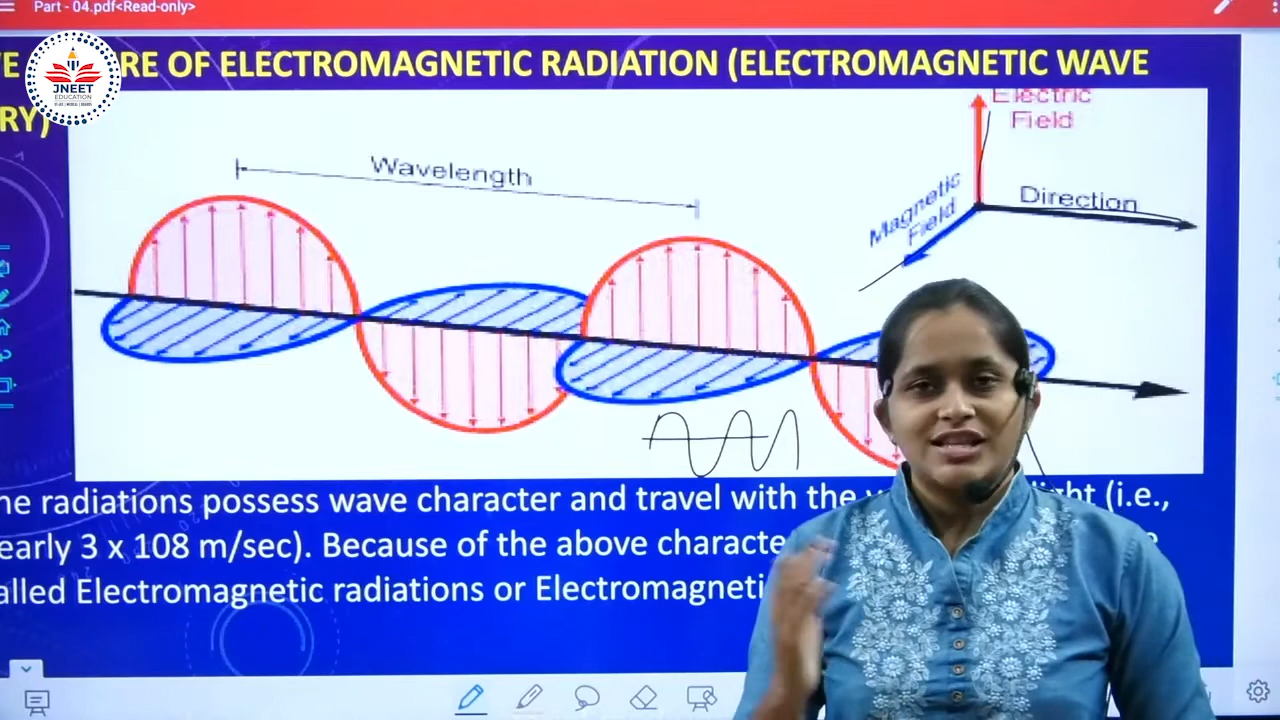 Part - 04.pdf<Read-only>
RE OF ELECTROMAGNETIC RADIATION (ELECTROMAGNETIC WAVE
RY)
JNEET
EDUCATION
Electric
Field
Wavelength
Magnetic
Field
Direction
he radiations possess wave character and travel with the ght (i.e.,
early 3 x 108 m/sec). Because of the above characte
alled Electromagnetic radiations or Electromagneti